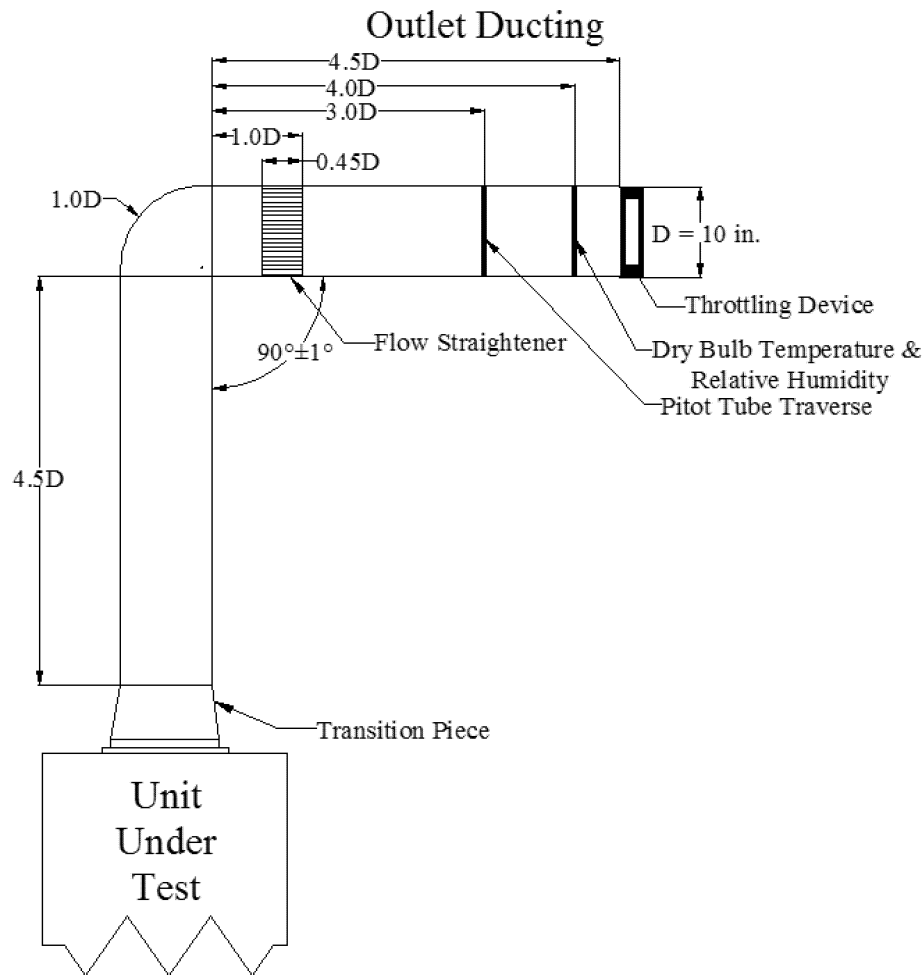 Outlet Ducting
4.5D
4.0D
3.0D
1.0D
0.45D
1.0D
D = 10 in.
Throttling Device
Flow Straightener
90°±1°
Dry Bulb Temperature &
Relative Humidity
Pitot Tube Traverse
4.5D
Transition Piece
Unit
Under
Test